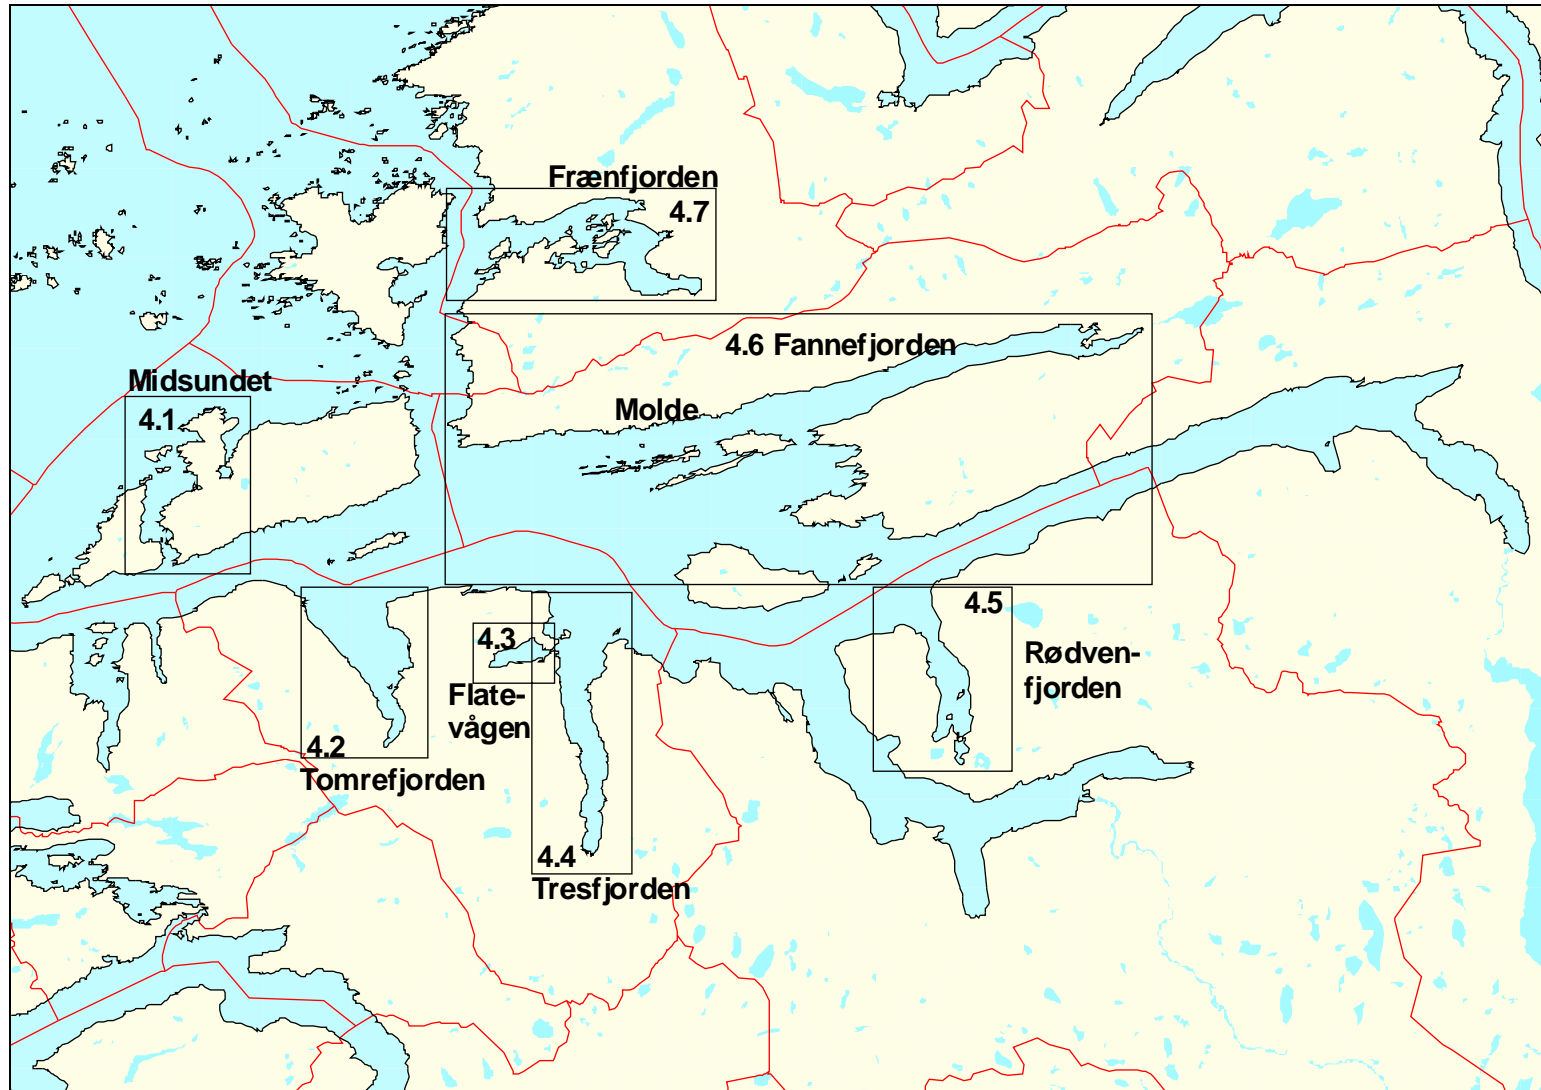 Frænfjorden
4.7
4.6 Fannefjorden
Midsundet
4.1
Molde
4.5
4.3
Rødven-
fjorden
Flate-
vågen
4.2
Tomrefjorden
4.4
Tresfjorden